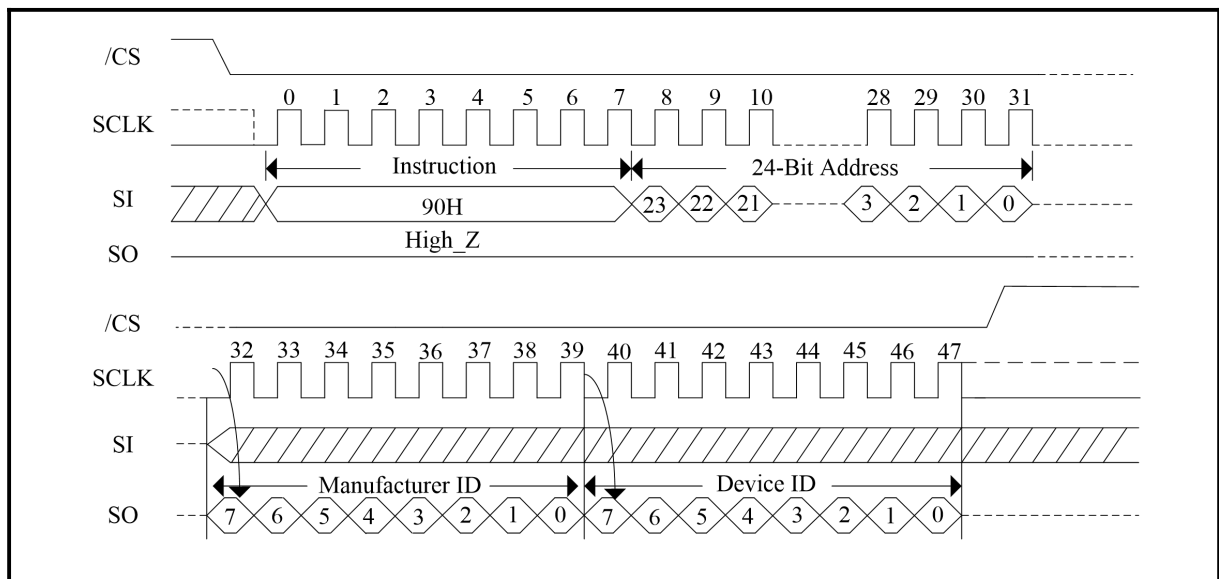 /CS
0 1 2 3 4 5 6 7 8 9 10 28 29 30 31
SCLK
Instruction 24-Bit Address
SI 90H 23 22 21 3 2 1 0
High_Z
SO
/CS
32 33 34 35 36 37 38 39 40 41 42 43 44 45 46 47
SCLK
SI
Manufacturer ID Device ID
SO 7 6 5 4 3 2 1 0 7 6 5 4 3 2 1 0